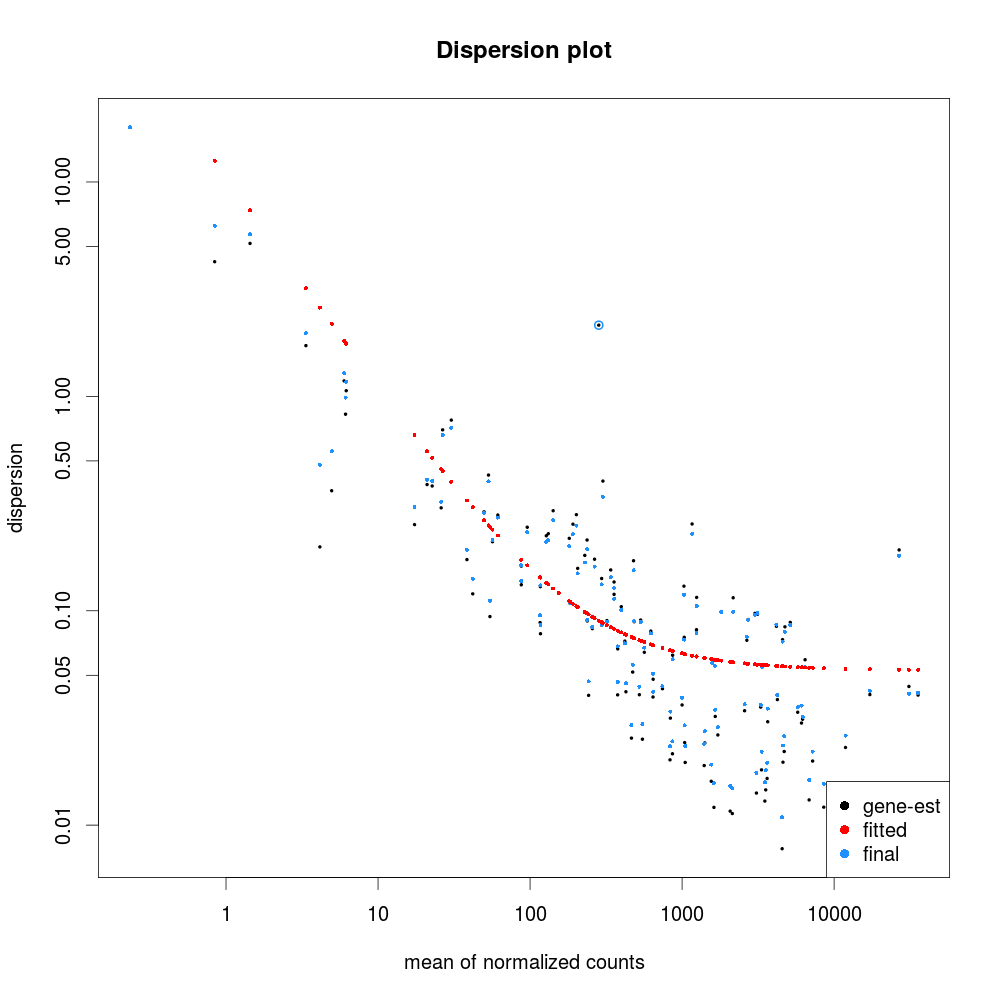 Dispersion plot
dispersion
10.00
5.00
1.00
0.50
0.10
0.05
0.01
gene-est
fitted
final
1 10 100 1000 10000
mean of normalized counts